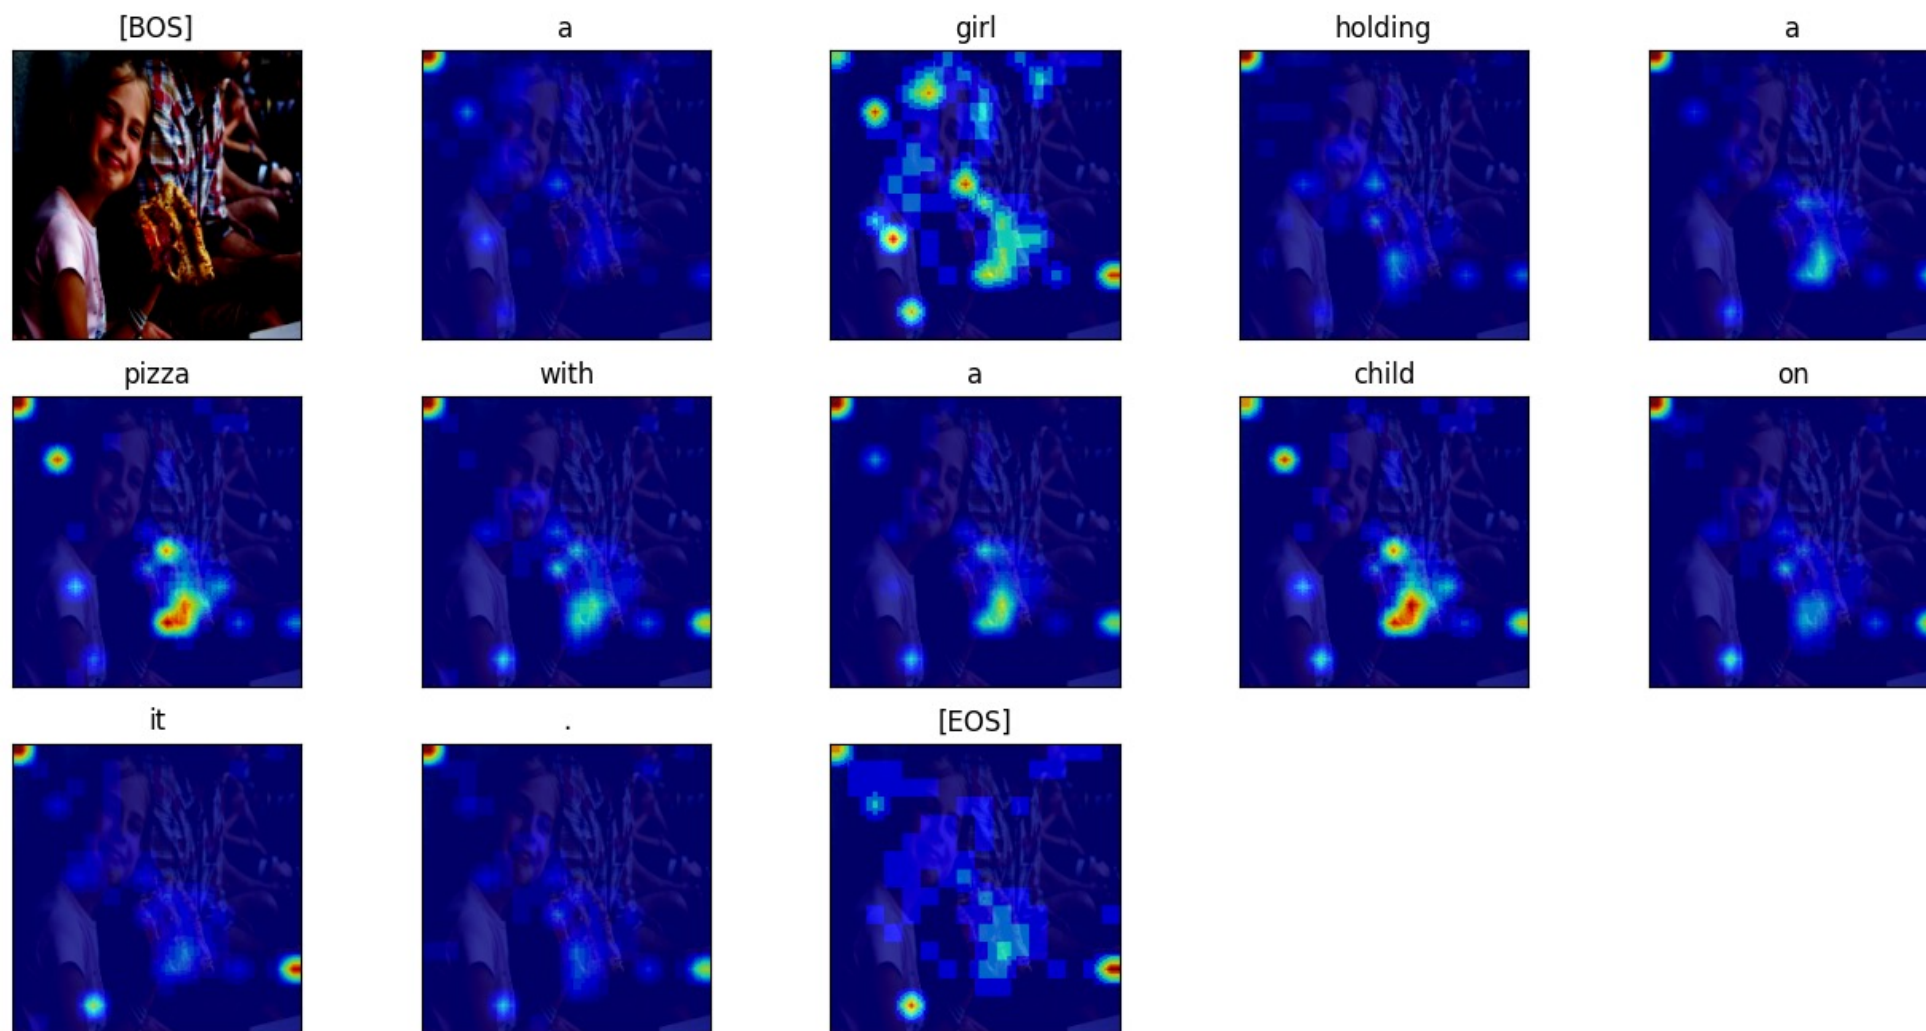 [BOS] a girl holding a
pizza with a child on
it . [EOS]